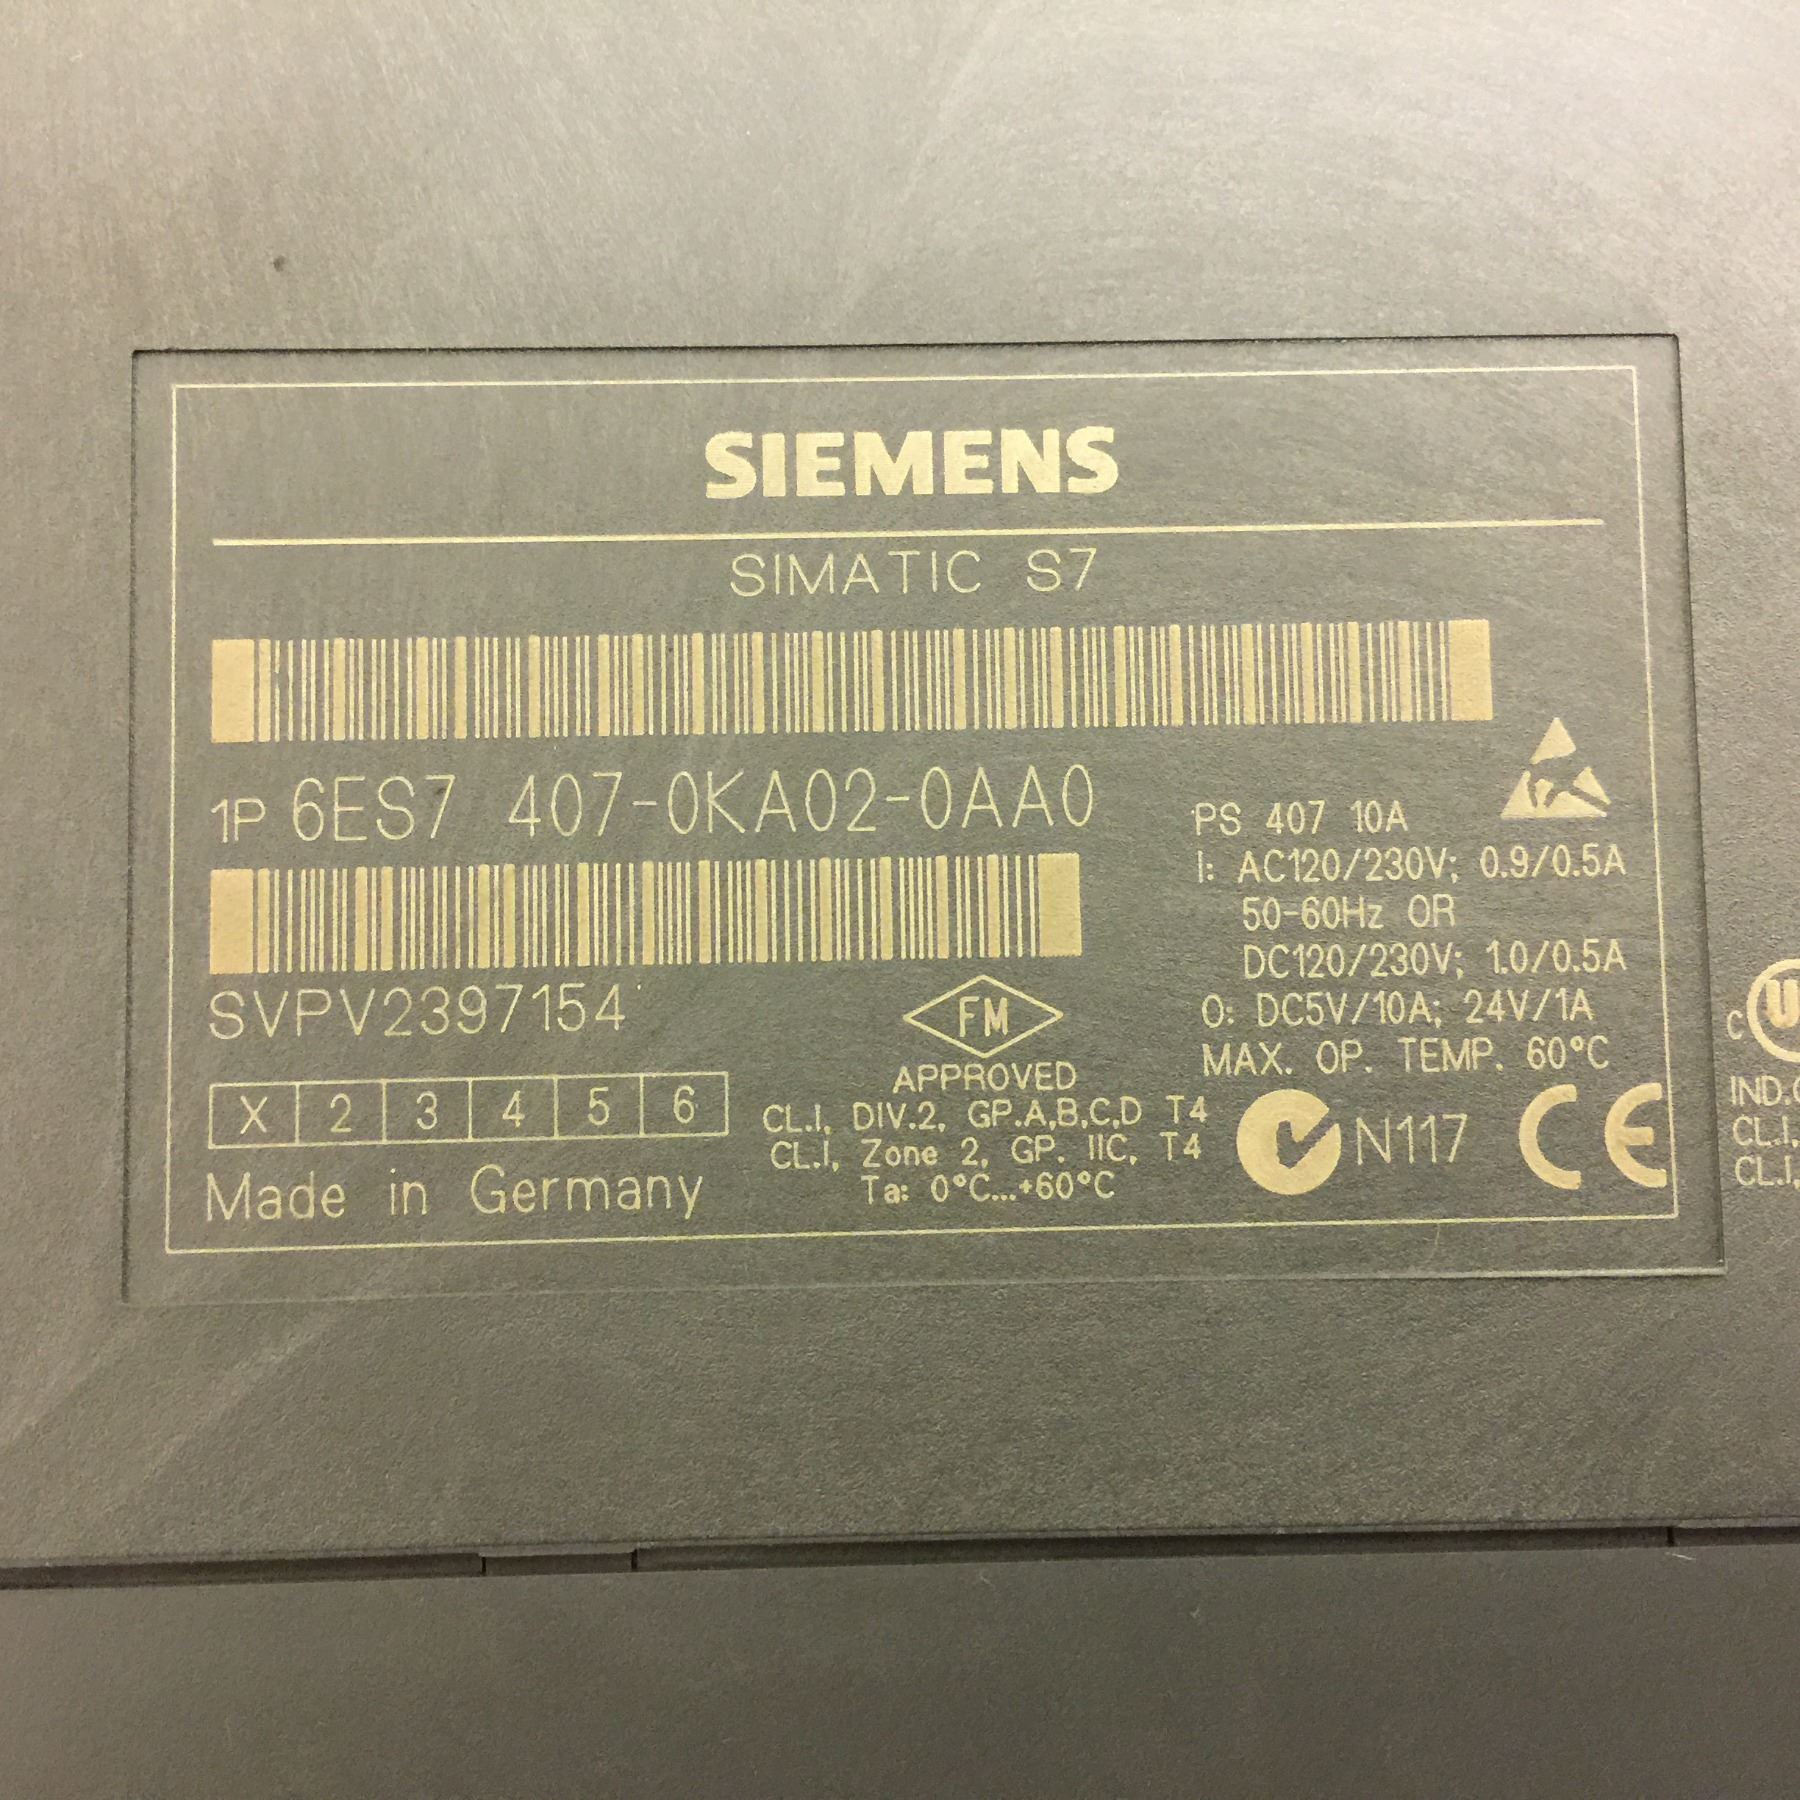 SIEMENS
SIMATIC S7
1P 6ES7 407-0KA02-0AA0
SVPV2397154
X 2 3 4 5 6
Made in Germany
FM
APPROVED
CL.I, DIV.2, GP.A,B,C,D T4
CL.I, Zone 2, GP. IIC, T4
Ta: 0°C...+60°C
PS 407 10A
I: AC120/230V; 0.9/0.5A
50-60Hz OR
DC120/230V; 1.0/0.5A
O: DC5V/10A; 24V/1A
MAX. OP. TEMP. 60°C
N117 CE
C U
IND.
CL.I,
CL.I,